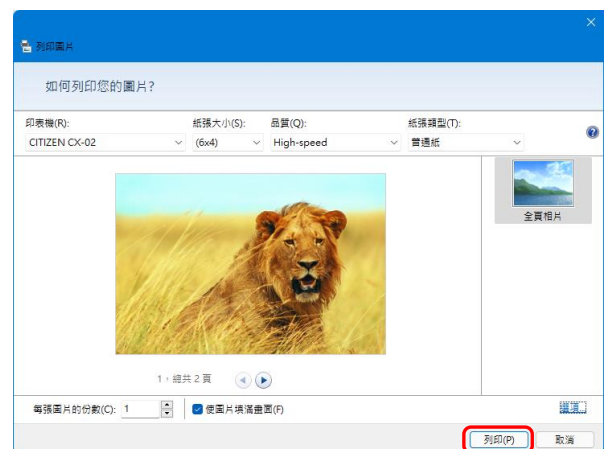 列印圖片
如何列印您的圖片?
印表機(R): 紙張大小(S): 品質(Q): 紙張類型(T):
CITIZEN CX-02 (6x4) High-speed 普通紙
全頁相片
1，總共 2 頁
每張圖片的份數(C): 1 使圖片填滿畫面(F) 選項...
列印(P) 取消